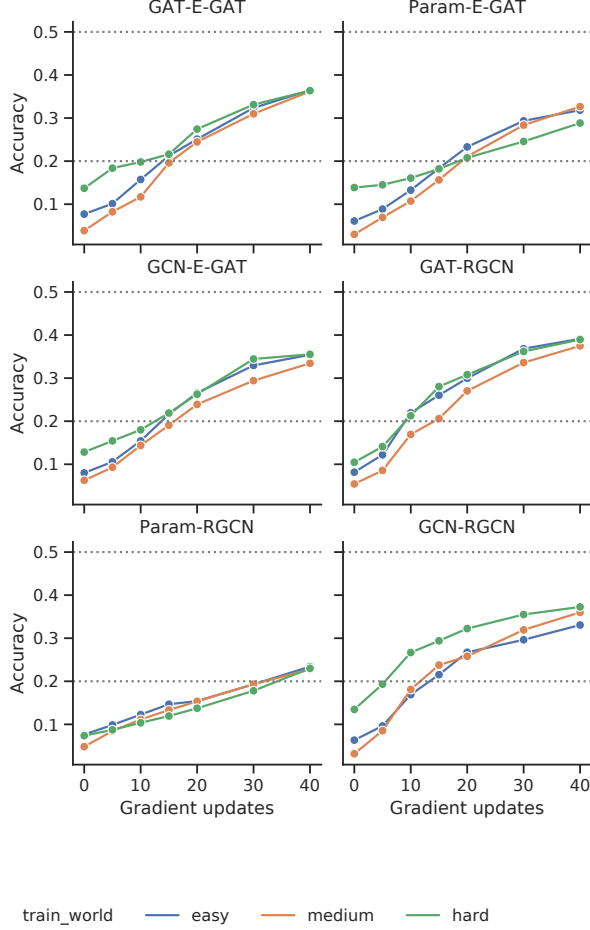 GAT-E-GAT Param-E-GAT
0.5
0.4
0.3
0.2
0.1
Accuracy
GCN-E-GAT GAT-RGCN
0.5
0.4
0.3
0.2
0.1
Accuracy
Param-RGCN GCN-RGCN
0.5
0.4
0.3
0.2
0.1
Accuracy
0 10 20 30 40 0 10 20 30 40
Gradient updates Gradient updates
train_world easy medium hard